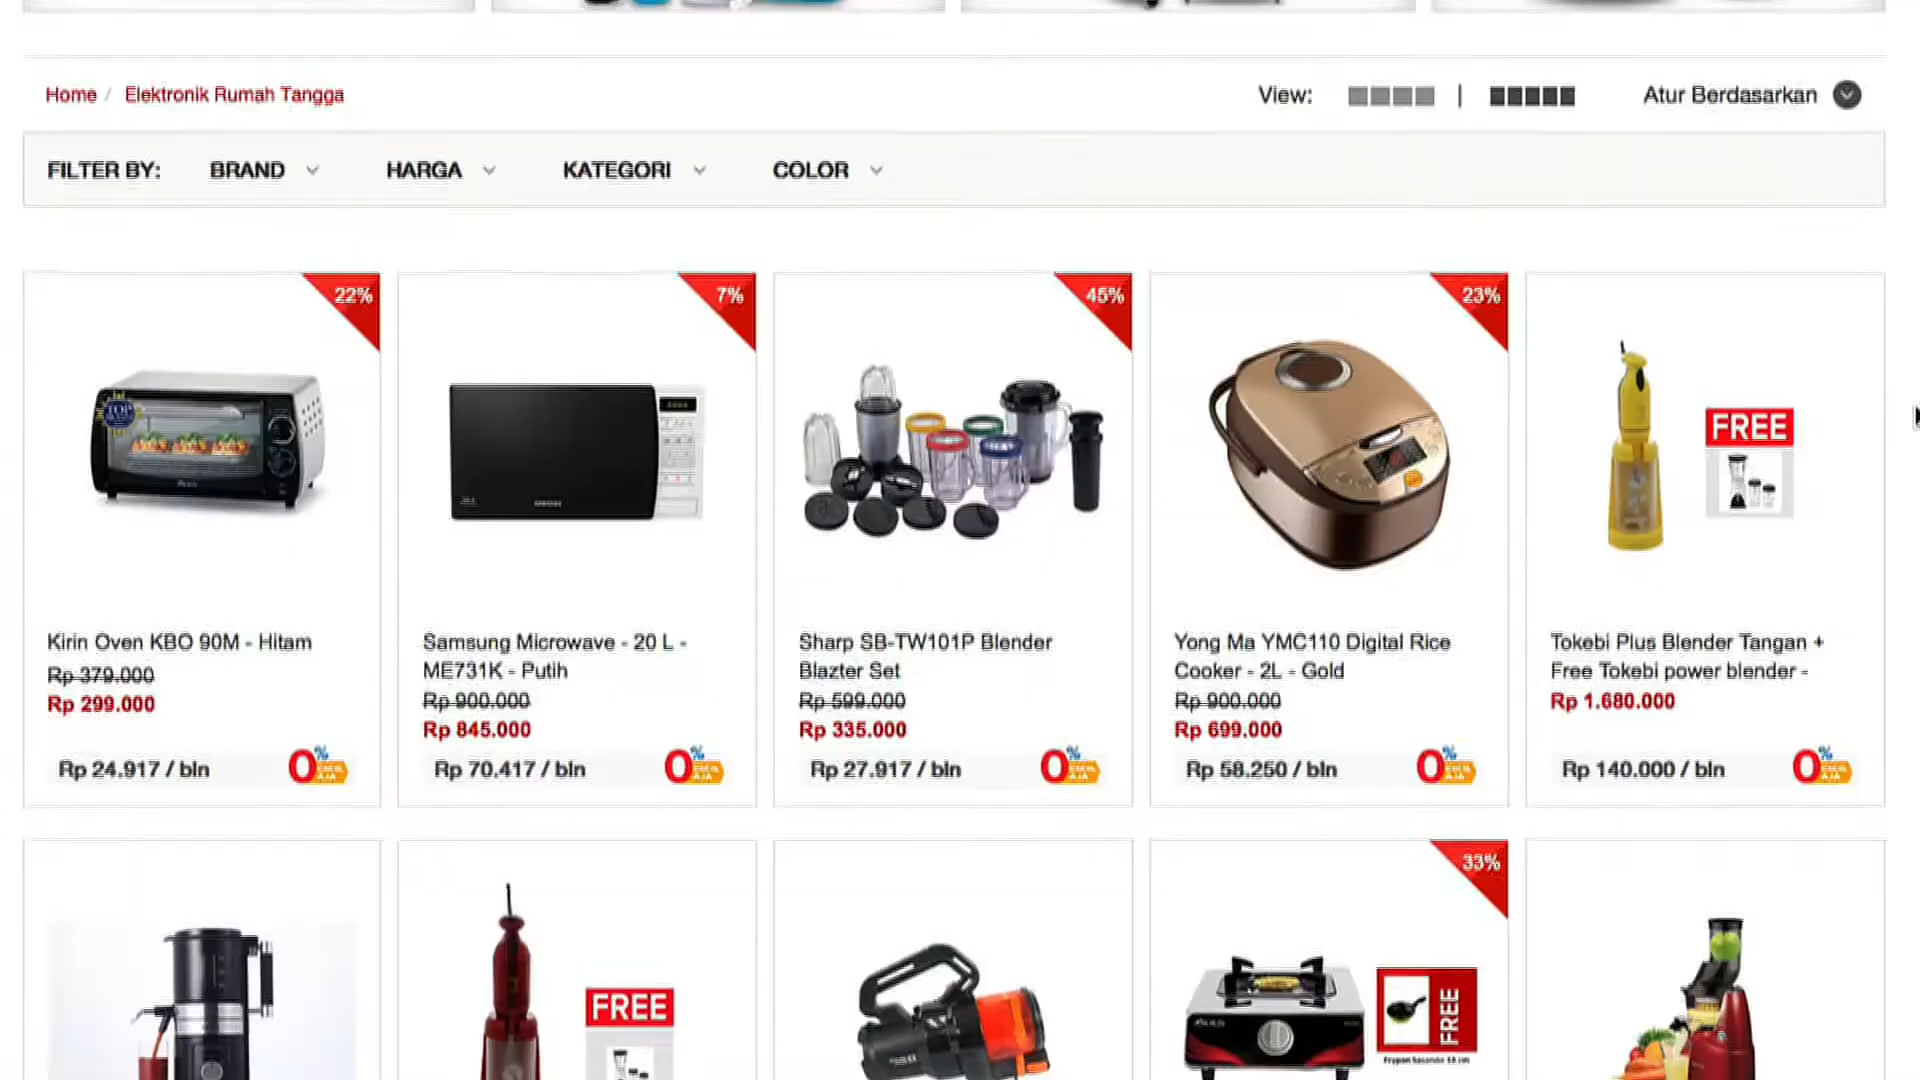 Home / Elektronik Rumah Tangga
View: | Atur Berdasarkan
FILTER BY: BRAND HARGA KATEGORI COLOR
22%
7%
45%
23%
TOP
SAMSUNG
FREE
Kirin Oven KBO 90M - Hitam
Rp 379.000
Rp 299.000
Rp 24.917 / bln
0%
Samsung Microwave - 20 L -
ME731K - Putih
Rp 900.000
Rp 845.000
Rp 70.417 / bln
0%
Sharp SB-TW101P Blender
Blazter Set
Rp 599.000
Rp 335.000
Rp 27.917 / bln
0%
Yong Ma YMC110 Digital Rice
Cooker - 2L - Gold
Rp 900.000
Rp 699.000
Rp 58.250 / bln
0%
Tokebi Plus Blender Tangan +
Free Tokebi power blender -
Rp 1.680.000
Rp 140.000 / bln
0%
33%
FREE
FREE